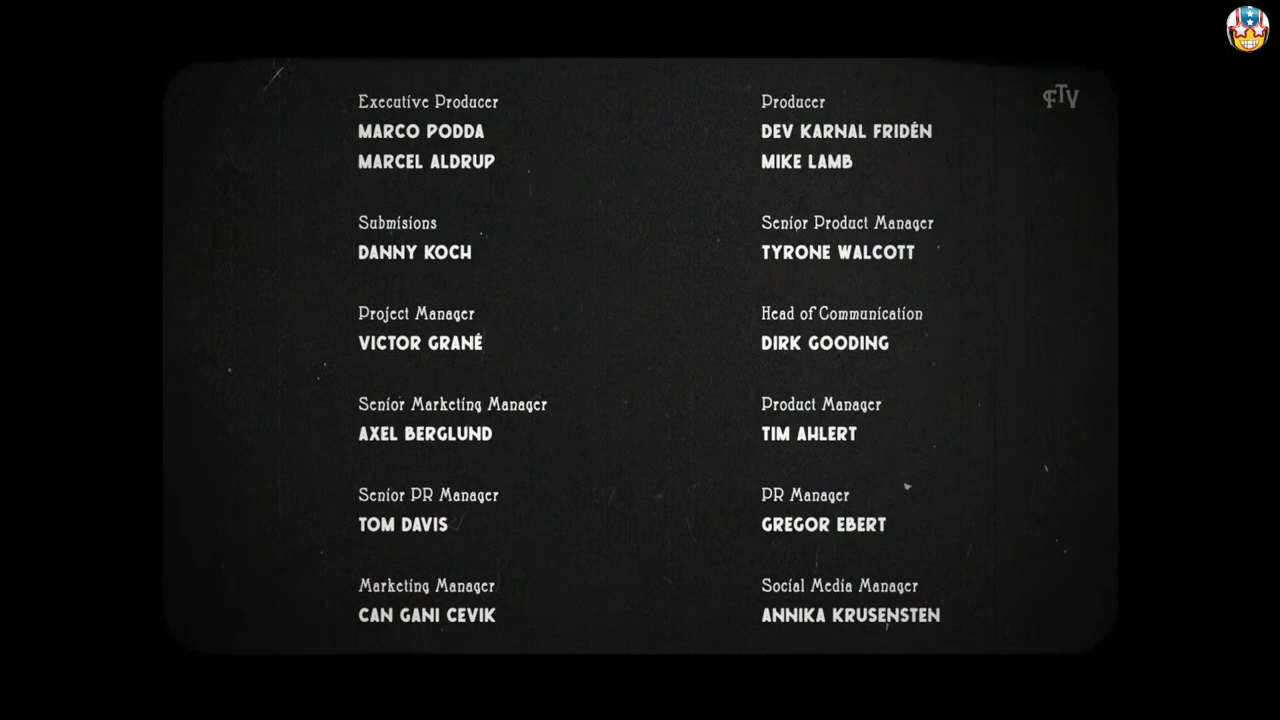 Executive Producer
MARCO PODDA
MARCEL ALDRUP
Submisions
DANNY KOCH
Project Manager
VICTOR GRANÉ
Senior Marketing Manager
AXEL BERGLUND
Senior PR Manager
TOM DAVIS
Marketing Manager
CAN GANI CEVIK
FTV
Producer
DEV KARNAL FRIDÉN
MIKE LAMB
Senior Product Manager
TYRONE WALCOTT
Head of Communication
DIRK GOODING
Product Manager
TIM AHLERT
PR Manager
GREGOR EBERT
Social Media Manager
ANNIKA KRUSENSTEN